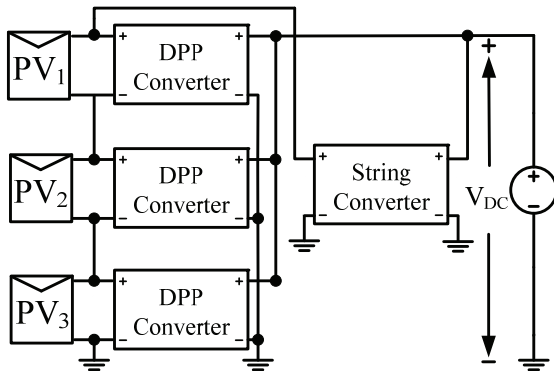 PV1
+ DPP +
Converter
− −
PV2
+ DPP +
Converter
− −
PV3
+ DPP +
Converter
− −
+ String +
Converter
− −
+
VDC
−
+
−